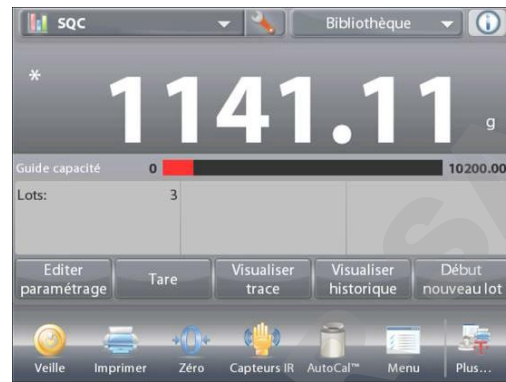 SQC
Bibliothèque
* 1141.11 g
Guide capacité 0 10200.00
Lots: 3
Editer paramétrage
Tare
Visualiser trace
Visualiser historique
Début nouveau lot
Veille
Imprimer
Zéro
Capteurs IR
AutoCal™
Menu
Plus...